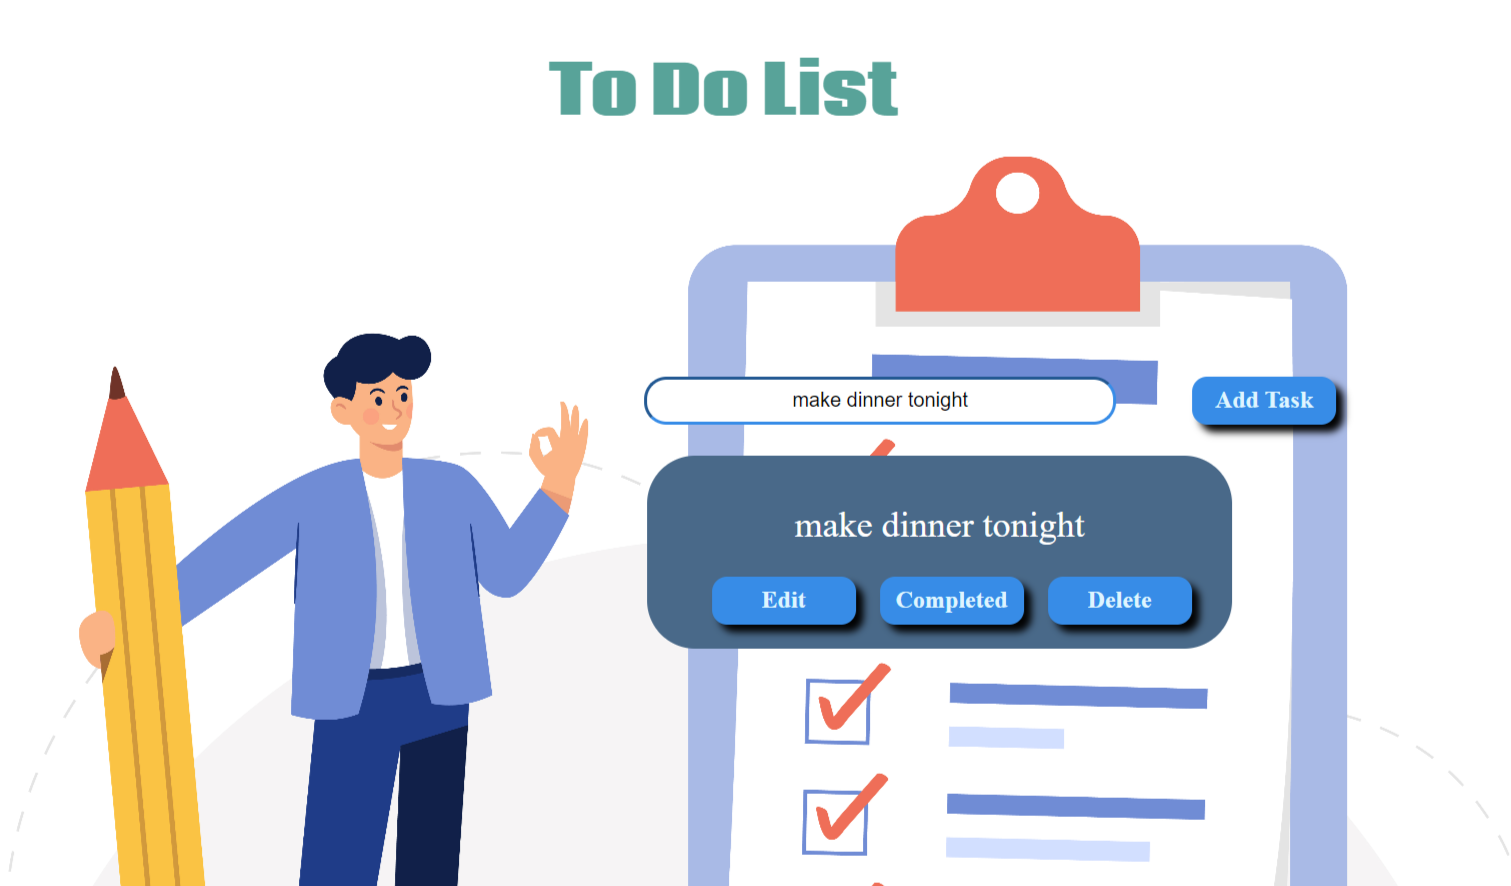 To Do List
make dinner tonight
Add Task
make dinner tonight
Edit
Completed
Delete